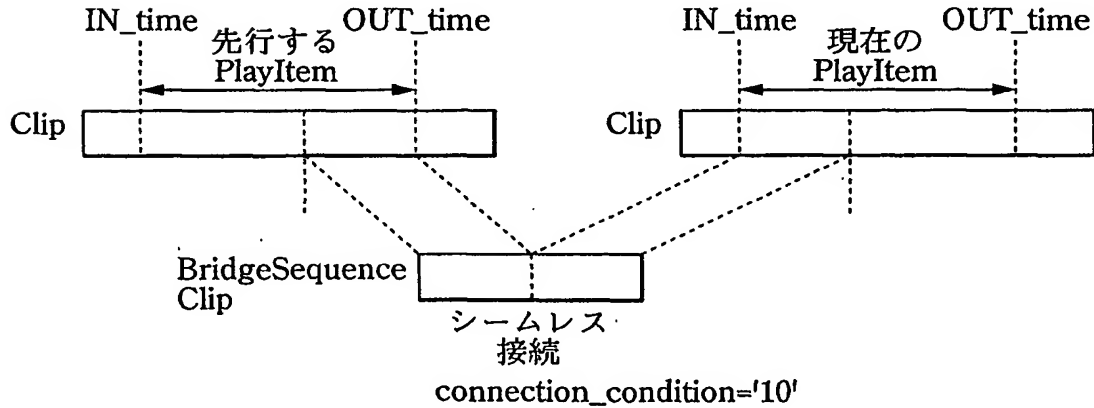 IN_time
OUT_time
先行する
PlayItem
Clip
IN_time
OUT_time
現在の
PlayItem
Clip
BridgeSequence
Clip
シームレス
接続
connection_condition='10'